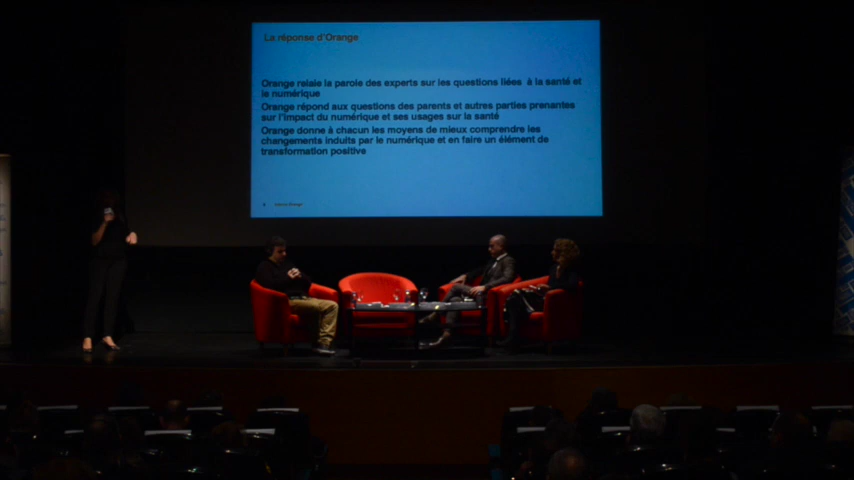 La réponse d'Orange
Orange relaie la parole des experts sur les questions liées à la santé et
le numérique
Orange répond aux questions des parents et autres parties prenantes
sur l'impact du numérique et ses usages sur la santé
Orange donne à chacun les moyens de mieux comprendre les
changements induits par le numérique et en faire un élément de
transformation positive